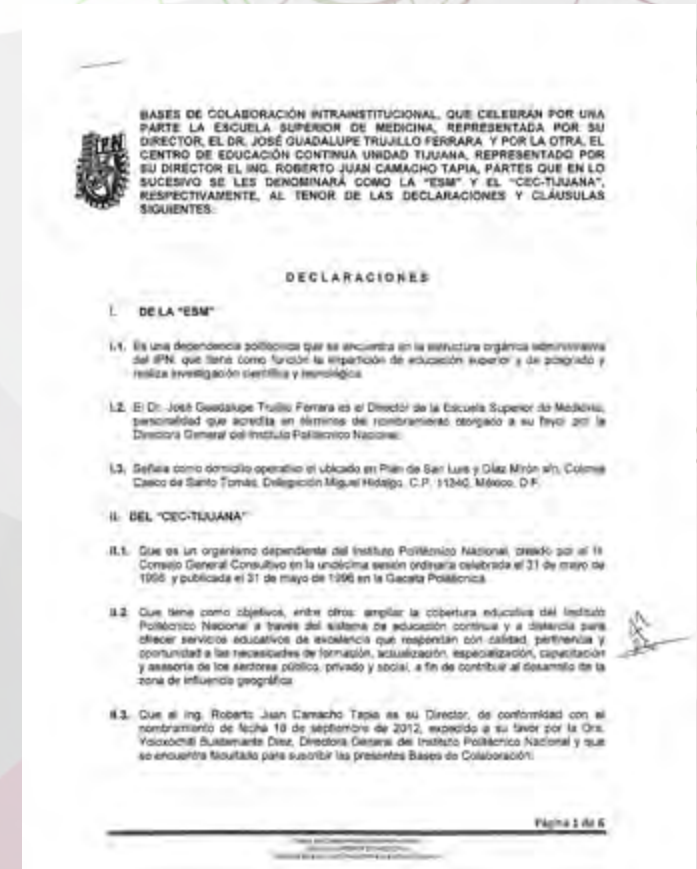 BASES DE COLABORACIÓN INTRAINSTITUCIONAL, QUE CELEBRAN POR UNA
PARTE LA ESCUELA SUPERIOR DE MEDICINA, REPRESENTADA POR SU
DIRECTOR, EL DR. JOSÉ GUADALUPE TRUJILLO FERRARA Y POR LA OTRA, EL
CENTRO DE EDUCACIÓN CONTINUA UNIDAD TIJUANA, REPRESENTADO POR
SU DIRECTOR EL ING. ROBERTO JUAN CAMACHO TAPIA, PARTES QUE EN LO
SUCESIVO SE LES DENOMINARÁ COMO LA "ESM" Y EL "CEC-TIJUANA",
RESPECTIVAMENTE, AL TENOR DE LAS DECLARACIONES Y CLÁUSULAS
SIGUIENTES:
IPN
DECLARACIONES
I. DE LA "ESM"
I.1. Es una dependencia politécnica que se encuentra en la estructura orgánica administrativa
del IPN, que tiene como función la impartición de educación superior y de posgrado y
realiza investigación científica y tecnológica.
I.2. El Dr. José Guadalupe Trujillo Ferrara es el Director de la Escuela Superior de Medicina,
personalidad que acredita en términos del nombramiento otorgado a su favor por la
Directora General del Instituto Politécnico Nacional.
I.3. Señala como domicilio operativo el ubicado en Plan de San Luis y Díaz Mirón s/n, Colonia
Casco de Santo Tomás, Delegación Miguel Hidalgo, C.P. 11340, México, D.F.
II. DEL "CEC-TIJUANA"
II.1. Que es un organismo dependiente del Instituto Politécnico Nacional, creado por el
Consejo General Consultivo en la undécima sesión ordinaria celebrada el 31 de mayo de
1996 y publicada el 31 de mayo de 1996 en la Gaceta Politécnica.
II.2. Que tiene como objetivos, entre otros: ampliar la cobertura educativa del Instituto
Politécnico Nacional a través del sistema de educación continua y a distancia para
ofrecer servicios educativos de excelencia que respondan con calidad, pertinencia y
oportunidad a las necesidades de formación, actualización, especialización, capacitación
y asesoría de los sectores público, privado y social, a fin de contribuir al desarrollo de la
zona de influencia geográfica.
II.3. Que el Ing. Roberto Juan Camacho Tapia es su Director, de conformidad con el
nombramiento de fecha de septiembre de 2012, expedido a su favor por la Dra.
Yoloxóchitl Bustamante Díez, Directora General del Instituto Politécnico Nacional y que
se encuentra facultado para suscribir las presentes Bases de Colaboración.
Página 1 de 6